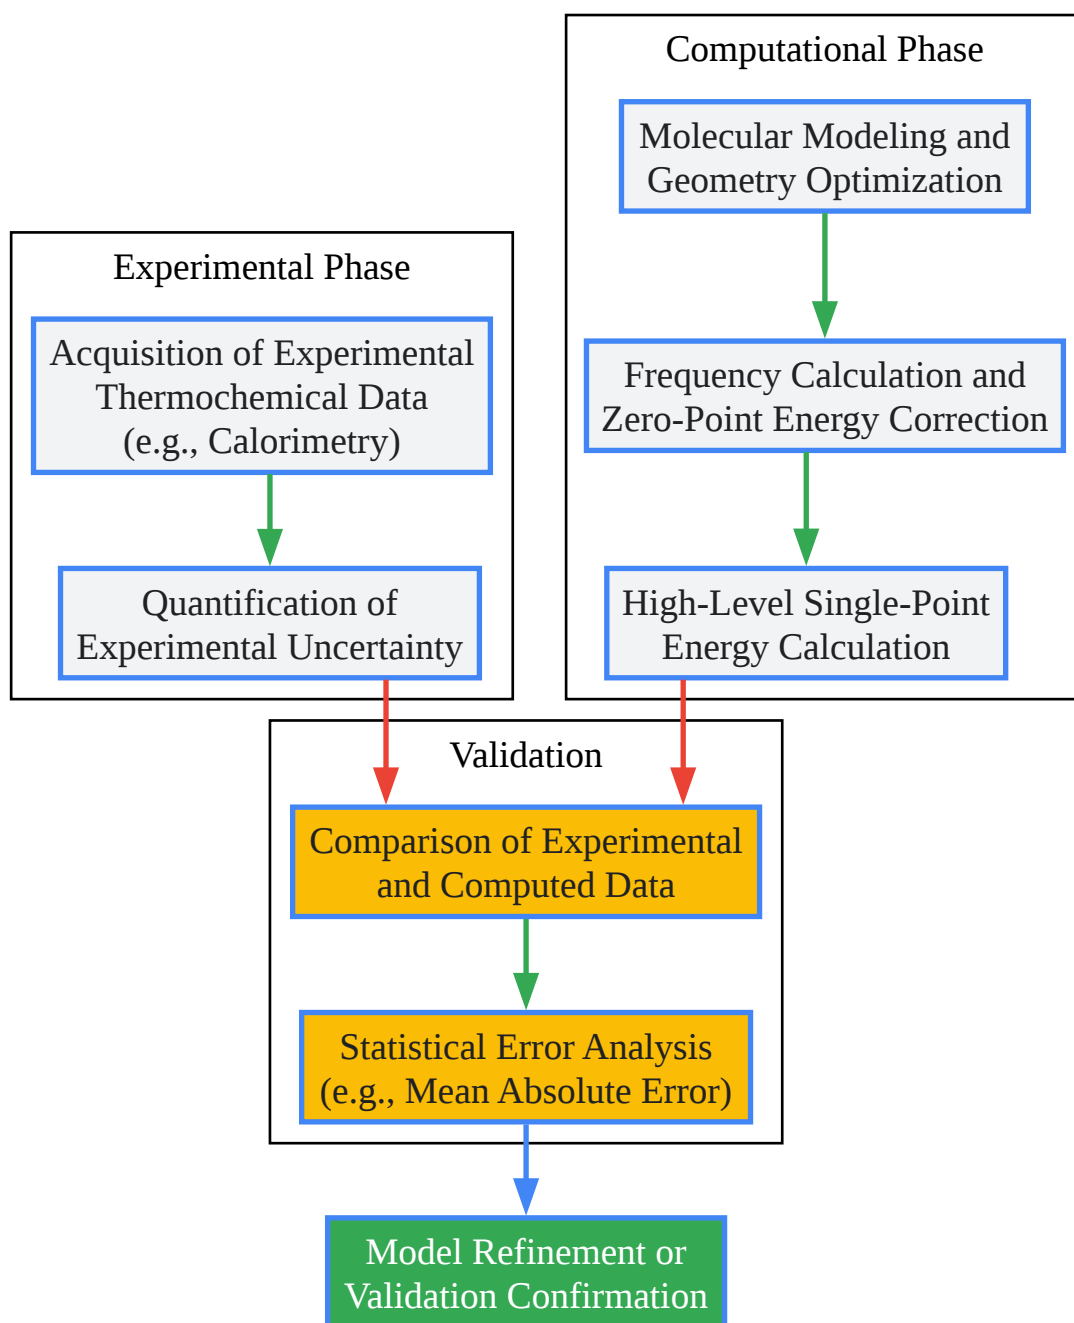 Computational Phase
Molecular Modeling and
Geometry Optimization
Experimental Phase
Acquisition of Experimental
Thermochemical Data
(e.g., Calorimetry)
Frequency Calculation and
Zero-Point Energy Correction
Quantification of
Experimental Uncertainty
High-Level Single-Point
Energy Calculation
Validation
Comparison of Experimental
and Computed Data
Statistical Error Analysis
(e.g., Mean Absolute Error)
Model Refinement or
Validation Confirmation